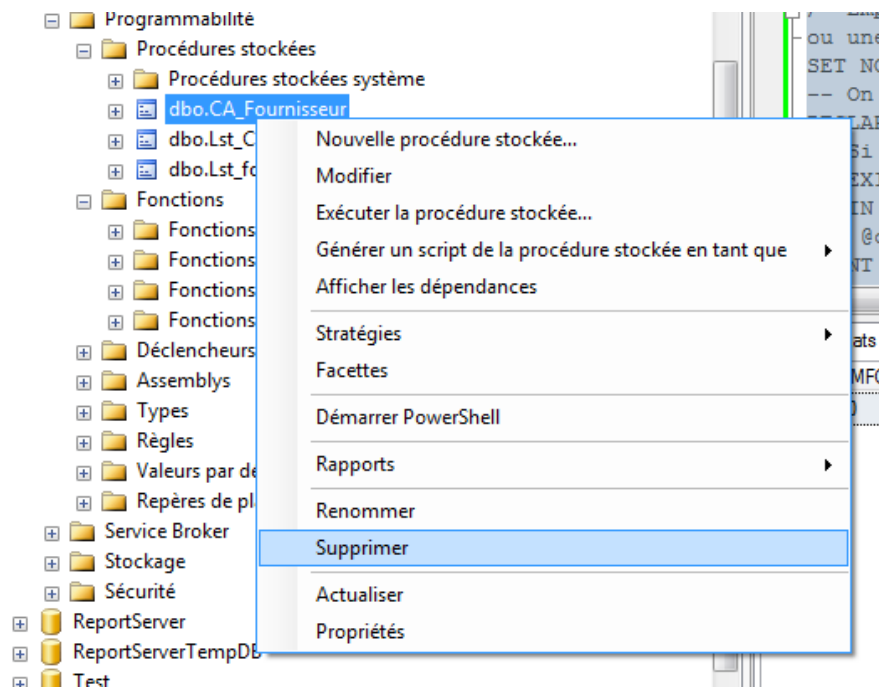 Programmabilité
Procédures stockées
Procédures stockées système
dbo.CA_Fournisseur
dbo.Lst_C
dbo.Lst_fo
Fonctions
Fonctions
Fonctions
Fonctions
Fonctions
Déclencheurs
Assemblys
Types
Règles
Valeurs par dé
Repères de pl
Service Broker
Stockage
Sécurité
ReportServer
ReportServerTempDB
Test
Nouvelle procédure stockée...
Modifier
Exécuter la procédure stockée...
Générer un script de la procédure stockée en tant que
Afficher les dépendances
Stratégies
Facettes
Démarrer PowerShell
Rapports
Renommer
Supprimer
Actualiser
Propriétés
ou une
SET NO
-- On
Si
EXI
IN
ats